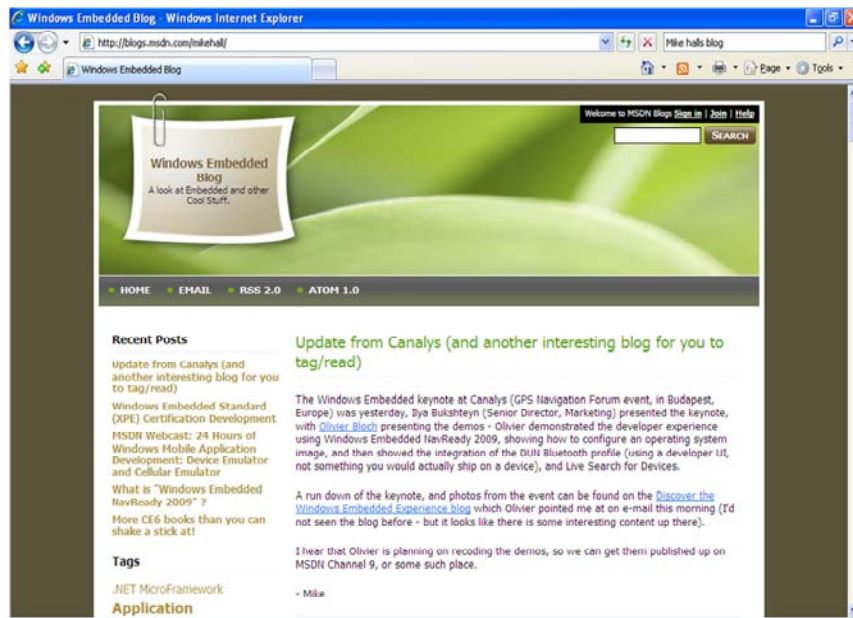 Windows Embedded Blog - Windows Internet Explorer
http://blogs.msdn.com/mikehall/
Mike halls blog
Windows Embedded Blog
Page
Tools
Welcome to MSDN Blogs Sign in | Join | Help
SEARCH
Windows Embedded
Blog
A look at Embedded and other
Cool Stuff.
HOME EMAIL RSS 2.0 ATOM 1.0
Recent Posts
Update from Canalys (and
another interesting blog for you
to tag/read)
Windows Embedded Standard
(XPE) Certification Development
MSDN Webcast: 24 Hours of
Windows Mobile Application
Development: Device Emulator
and Cellular Emulator
What is "Windows Embedded
NavReady 2009" ?
More CE6 books than you can
shake a stick at!
Tags
.NET MicroFramework
Application
Update from Canalys (and another interesting blog for you to
tag/read)
The Windows Embedded keynote at Canalys (GPS Navigation Forum event, in Budapest,
Europe) was yesterday, Ilya Bukshteyn (Senior Director, Marketing) presented the keynote,
with Olivier Bloch presenting the demos - Olivier demonstrated the developer experience
using Windows Embedded NavReady 2009, showing how to configure an operating system
image, and then showed the integration of the DUN Bluetooth profile (using a developer UI,
not something you would actually ship on a device), and Live Search for Devices.
A run down of the keynote, and photos from the event can be found on the Discover the
Windows Embedded Experience blog which Olivier pointed me at on e-mail this morning (I'd
not seen the blog before - but it looks like there is some interesting content up there).
I hear that Olivier is planning on recoding the demos, so we can get them published up on
MSDN Channel 9, or some such place.
- Mike